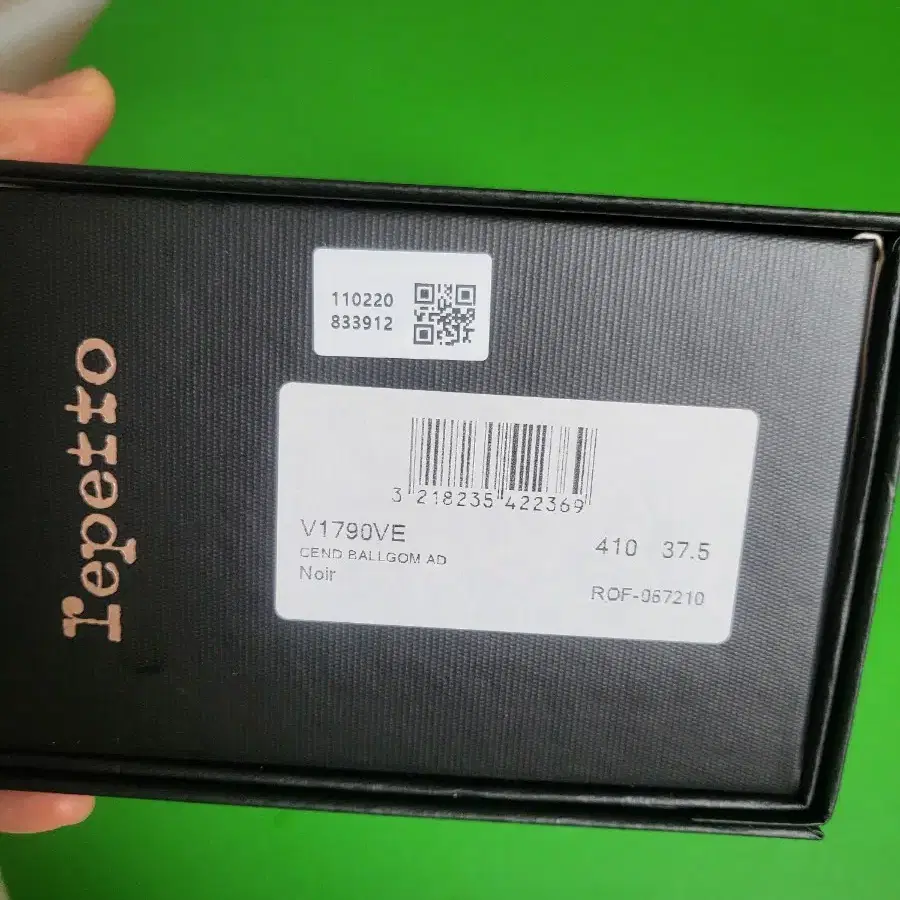 repetto
110220
833912
3 218235 422369
V1790VE
410 37.5
CEND BALLGOM AD
Noir
ROF-067210